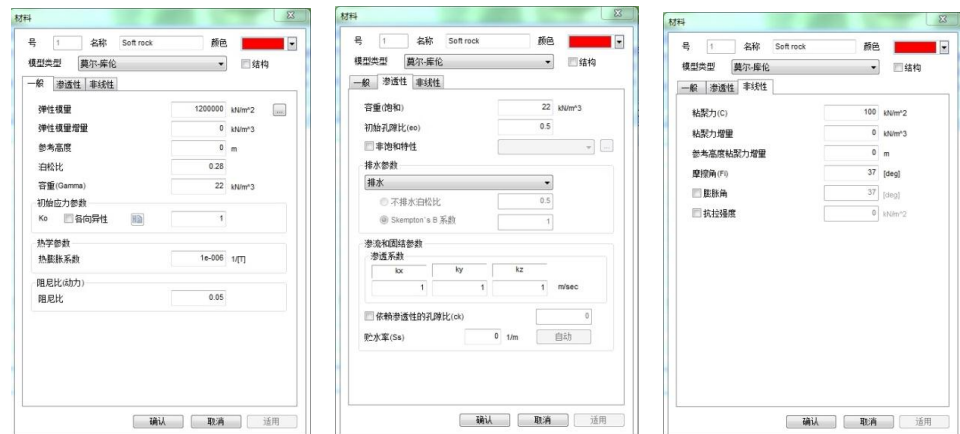 材料
号 1 名称 Soft rock 颜色
模型类型 莫尔-库伦 结构
一般 渗透性 非线性
弹性模量 1200000 kN/m^2 ...
弹性模量增量 0 kN/m^3
参考高度 0 m
泊松比 0.28
容重(Gamma) 22 kN/m^3
初始应力参数
Ko 各向异性 1
热学参数
热膨胀系数 1e-006 1/[T]
阻尼比(动力)
阻尼比 0.05
确认 取消 适用
材料
号 1 名称 Soft rock 颜色
模型类型 莫尔-库伦 结构
一般 渗透性 非线性
容重(饱和) 22 kN/m^3
初始孔隙比(eo) 0.5
非饱和特性 ...
排水参数
排水
不排水泊松比 0.5
Skempton's B 系数 1
渗流和固结参数
渗透系数
kx ky kz
1 1 1 m/sec
依赖渗透性的孔隙比(ck) 0
贮水率(Ss) 0 1/m 自动
确认 取消 适用
材料
号 1 名称 Soft rock 颜色
模型类型 莫尔-库伦 结构
一般 渗透性 非线性
粘聚力(C) 100 kN/m^2
粘聚力增量 0 kN/m^3
参考高度粘聚力增量 0 m
摩擦角(Fi) 37 [deg]
膨胀角 37 [deg]
抗拉强度 0 kN/m^2
确认 取消 适用